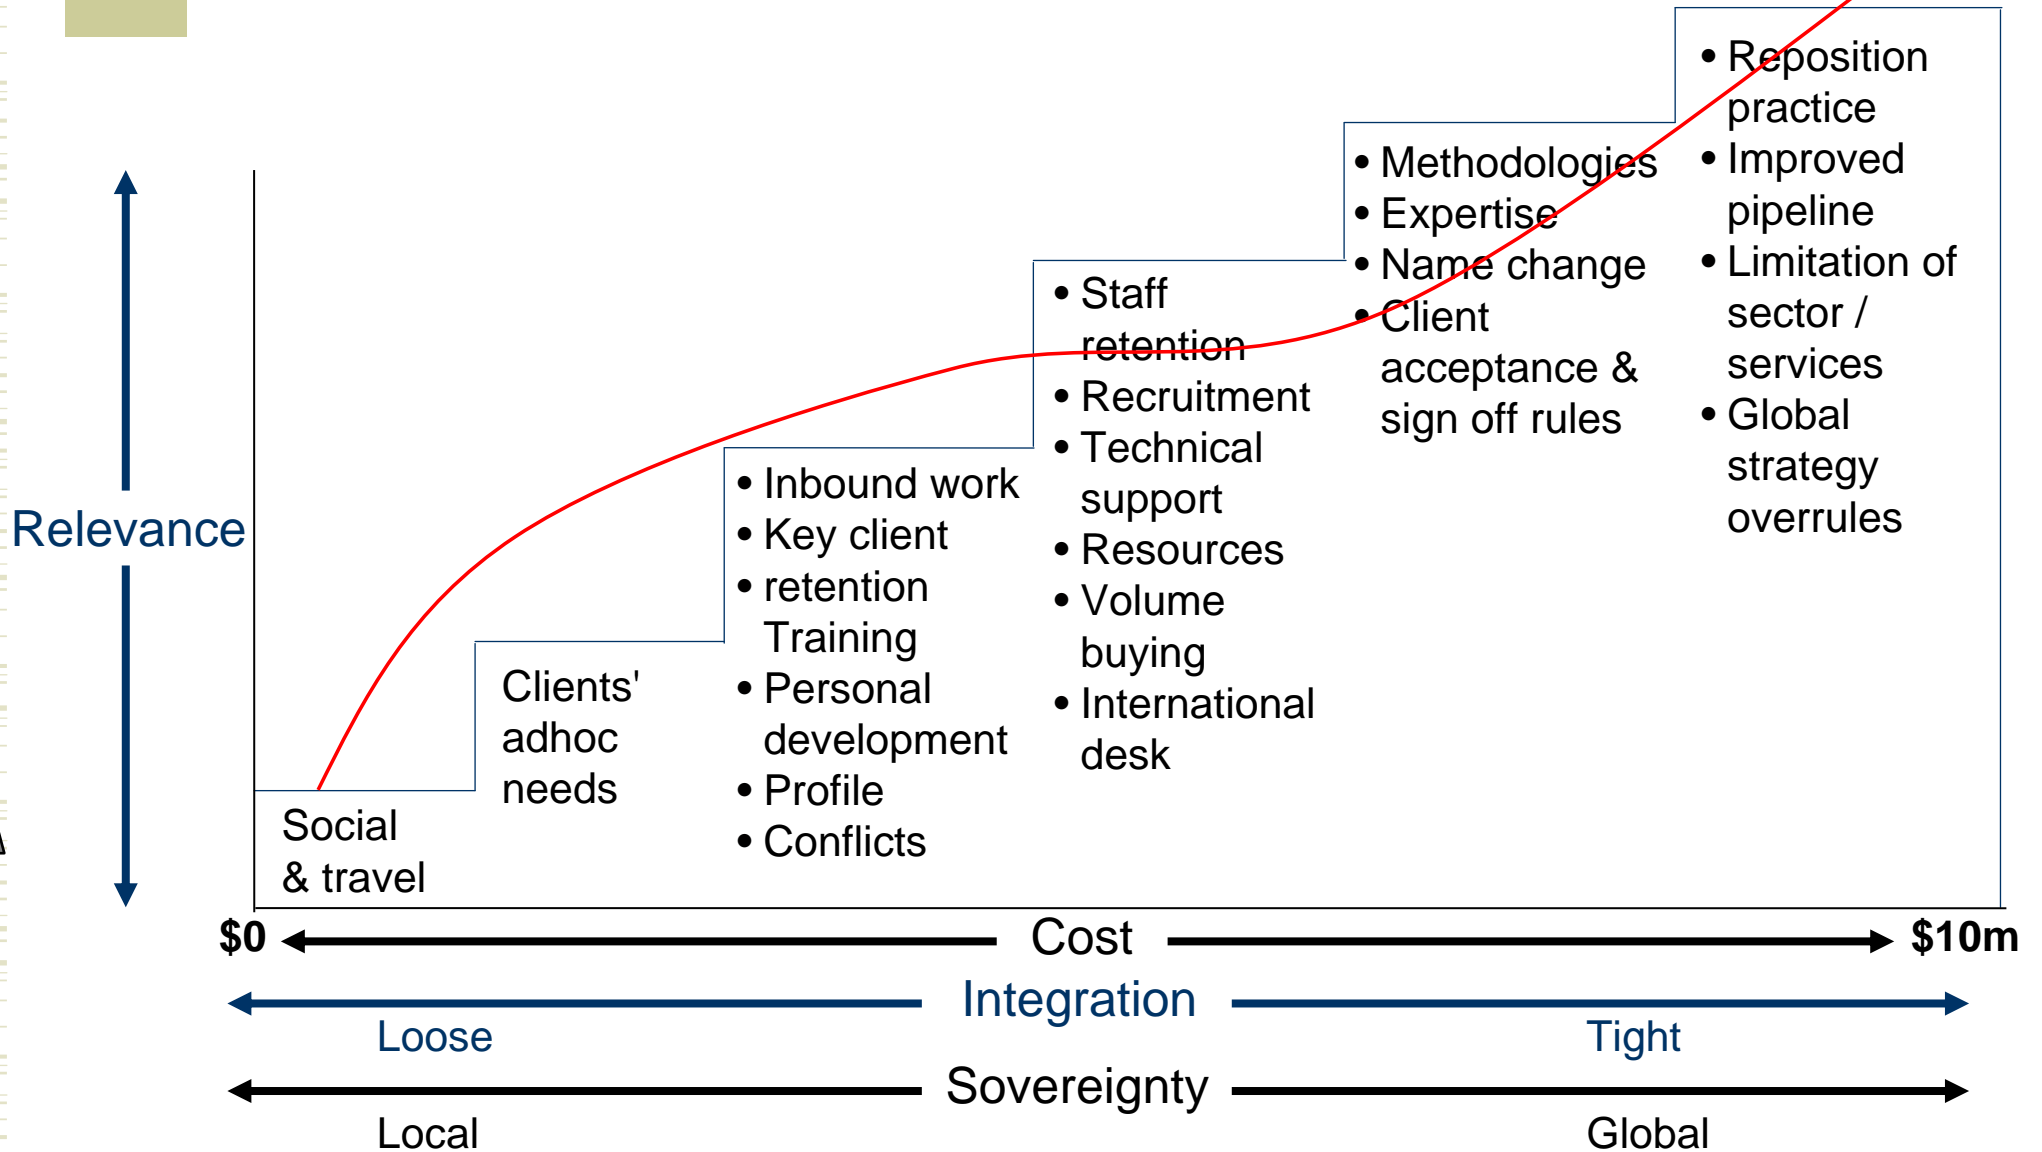 Relevance
Social
& travel
Clients'
adhoc
needs
• Inbound work
• Key client
• retention
Training
• Personal
development
• Profile
• Conflicts
• Staff
retention
• Recruitment
• Technical
support
• Resources
• Volume
buying
• International
desk
• Methodologies
• Expertise
• Name change
• Client
acceptance &
sign off rules
• Reposition
practice
• Improved
pipeline
• Limitation of
sector /
services
• Global
strategy
overrules
$0 Cost $10m
Integration
Loose Tight
Sovereignty
Local Global